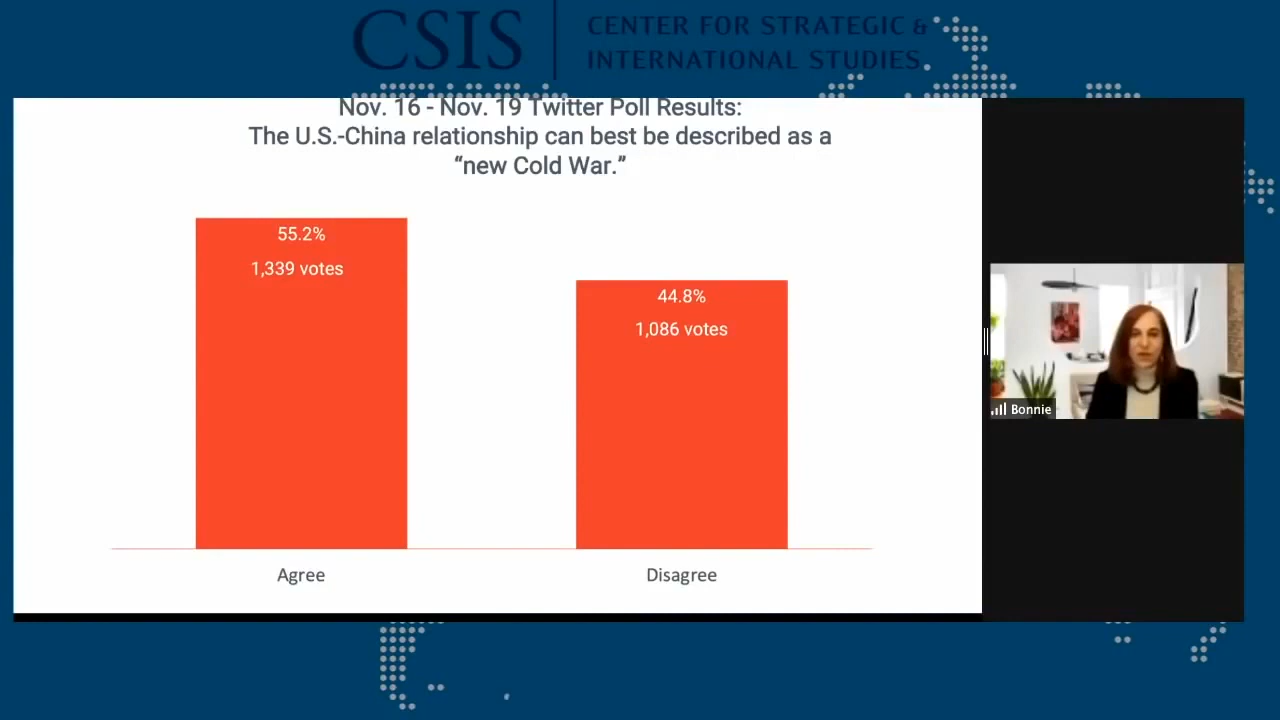 CSIS
CENTER FOR STRATEGIC &
INTERNATIONAL STUDIES
Nov. 16 - Nov. 19 Twitter Poll Results:
The U.S.-China relationship can best be described as a
“new Cold War.”
55.2%
1,339 votes
44.8%
1,086 votes
Agree
Disagree
Bonnie